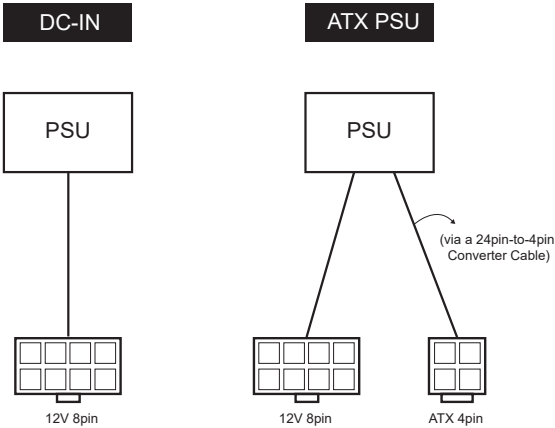 DC-IN
ATX PSU
PSU
PSU
(via a 24pin-to-4pin
Converter Cable)
12V 8pin
12V 8pin
ATX 4pin